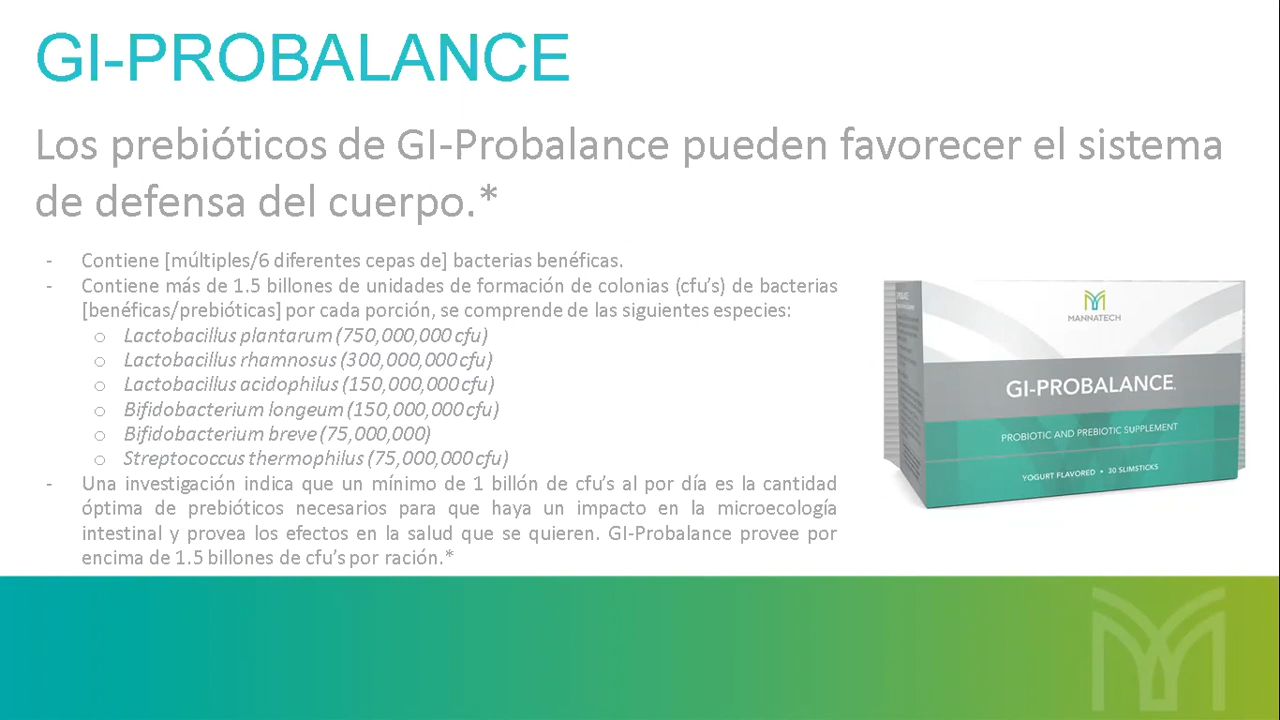 GI-PROBALANCE
Los prebióticos de GI-Probalance pueden favorecer el sistema
de defensa del cuerpo.*
- Contiene [múltiples/6 diferentes cepas de] bacterias benéficas.
- Contiene más de 1.5 billones de unidades de formación de colonias (cfu's) de bacterias
[benéficas/prebióticas] por cada porción, se comprende de las siguientes especies:
o Lactobacillus plantarum (750,000,000 cfu)
o Lactobacillus rhamnosus (300,000,000 cfu)
o Lactobacillus acidophilus (150,000,000 cfu)
o Bifidobacterium longeum (150,000,000 cfu)
o Bifidobacterium breve (75,000,000)
o Streptococcus thermophilus (75,000,000 cfu)
- Una investigación indica que un mínimo de 1 billón de cfu's al por día es la cantidad
óptima de prebióticos necesarios para que haya un impacto en la microecología
intestinal y provea los efectos en la salud que se quieren. GI-Probalance provee por
encima de 1.5 billones de cfu's por ración.*
MANNATECH
GI-PROBALANCE
PROBIOTIC AND PREBIOTIC SUPPLEMENT
YOGURT FLAVORED • 30 SLIMSTICKS